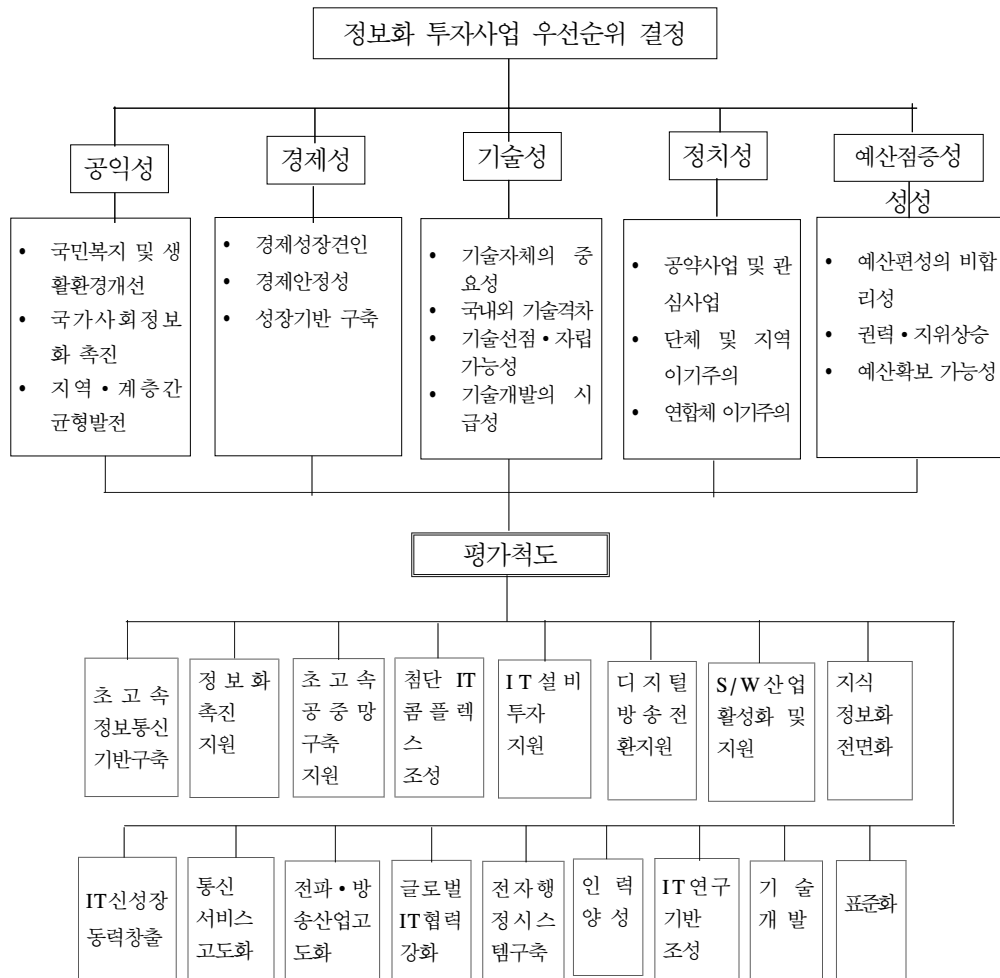 정보화 투자사업 우선순위 결정
공익성
경제성
기술성
정치성
예산점증성
성성
• 국민복지 및 생
활환경개선
• 국가사회정보
화 촉진
• 지역·계층간
균형발전
• 경제성장견인
• 경제안정성
• 성장기반 구축
• 기술자체의 중
요성
• 국내외 기술격차
• 기술선점·자립
가능성
• 기술개발의 시
급성
• 공약사업 및 관
심사업
• 단체 및 지역
이기주의
• 연합체 이기주의
• 예산편성의 비합
리성
• 권력·지위상승
• 예산확보 가능성
평가척도
초고속
정보통신
기반구축
정보화
촉진
지원
초고속
공중망
구축
지원
첨단 IT
콤플렉
스
조성
IT설비
투자
지원
디지털
방송전
환지원
S/W산업
활성화 및
지원
지식
정보화
전면화
IT신성장
동력창출
통신
서비스
고도화
전파·방
송산업고
도화
글로벌
IT협력
강화
전자행
정시스
템구축
인력
양성
IT연구
기반
조성
기술
개발
표준화